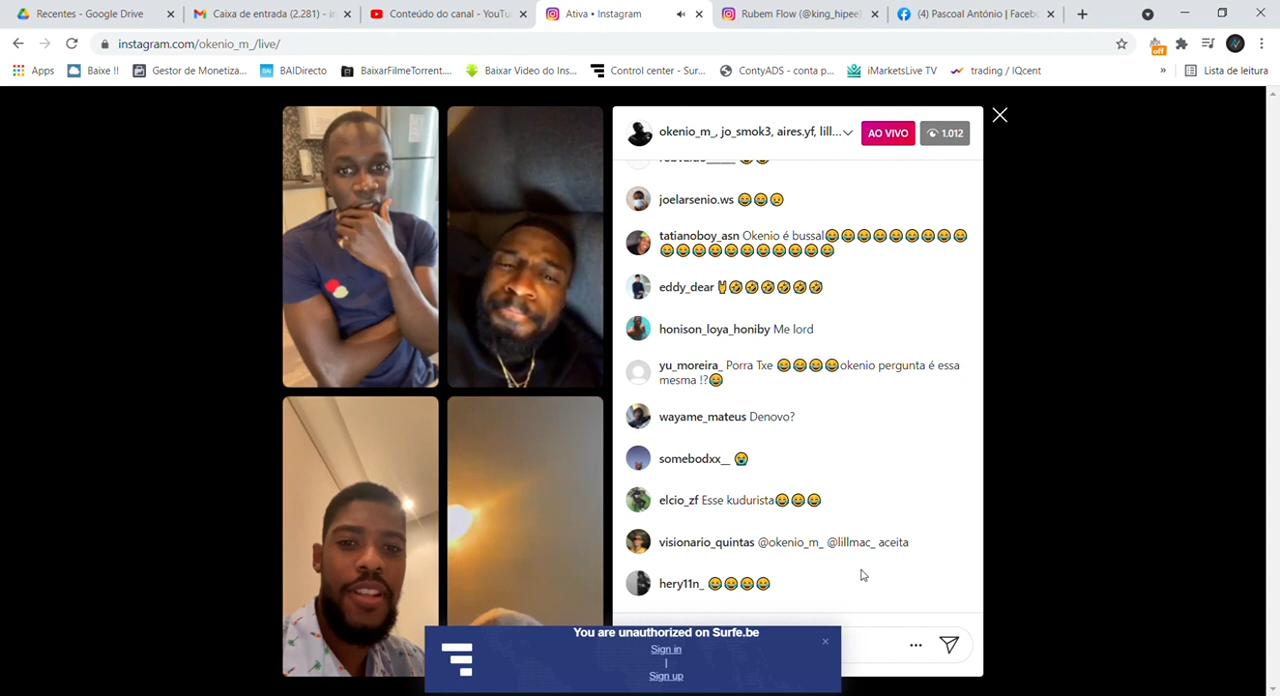 Recentes - Google Drive
Caixa de entrada (2.281) - in
Conteúdo do canal - YouTu
Ativa • Instagram
Rubem Flow (@king_hipee)
(4) Pascoal António | Faceb
instagram.com/okenio_m_/live/
off
Apps
Baixe !!
Gestor de Monetiza...
BAIDirecto
BaixarFilmeTorrent....
Baixar Video do Ins...
Control center - Sur...
ContyADS - conta p...
iMarketsLive TV
trading / IQcent
»
Lista de leitura
okenio_m_, jo_smok3, aires.yf, lill...
AO VIVO
1.012
joelarsenio.ws 😂😂😥
tatianoboy_asn Okenio é bussal😂😂😂😂😂😂😂😂😂
😂😂😂😂😂😂😂😂😂😂😂
eddy_dear 🤘🤣🤣🤣🤣🤣🤣
honison_loya_honiby Me lord
yu_moreira_ Porra Txe 😂😂😂😂okenio pergunta é essa
mesma !?😂
wayame_mateus Denovo?
somebodxx__ 😭
elcio_zf Esse kudurista😂😂😂
visionario_quintas @okenio_m_ @lillmac_ aceita
hery11n_ 😂😂😂😂
You are unauthorized on Surfe.be
Sign in
|
Sign up